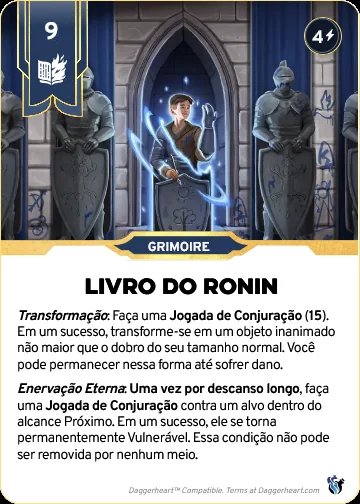 9
4
GRIMOIRE
LIVRO DO RONIN
Transformação: Faça uma Jogada de Conjuração (15).
Em um sucesso, transforme-se em um objeto inanimado
não maior que o dobro do seu tamanho normal. Você
pode permanecer nessa forma até sofrer dano.
Enervação Eterna: Uma vez por descanso longo, faça
uma Jogada de Conjuração contra um alvo dentro do
alcance Próximo. Em um sucesso, ele se torna
permanentemente Vulnerável. Essa condição não pode
ser removida por nenhum meio.
Daggerheart™ Compatible. Terms at Daggerheart.com